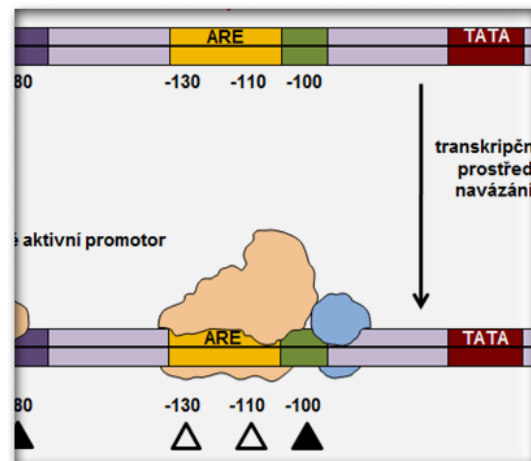 ARE TATA
80 -130 -110 -100
transkripčn
prostřed
navázání
é aktivní promotor
ARE TATA
80 -130 -110 -100